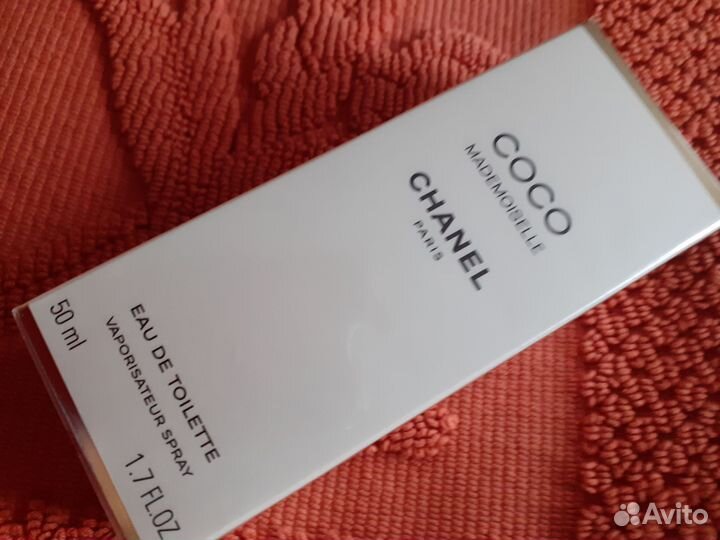 COCO
MADEMOISELLE
CHANEL
PARIS
EAU DE TOILETTE
VAPORISATEUR SPRAY
50 ml
1.7 FL.OZ
Avito